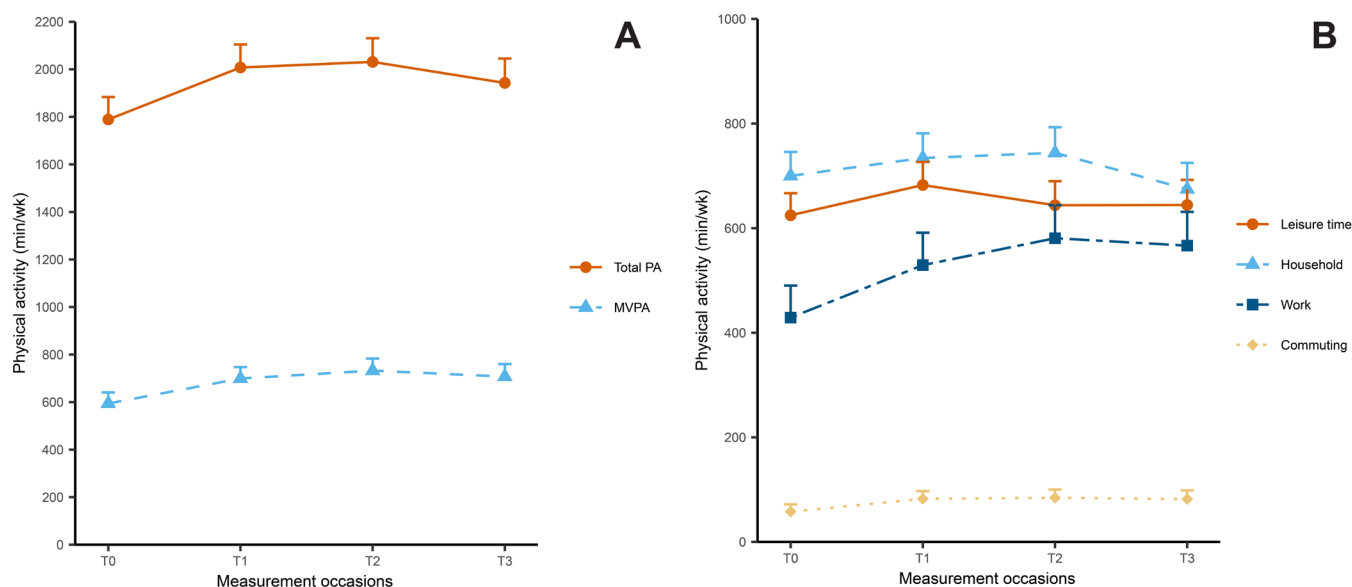 A
Physical activity (min/wk)
2200
2000
1800
1600
1400
1200
1000
800
600
400
200
0
T0
T1
T2
T3
Measurement occasions
Total PA
MVPA
B
Physical activity (min/wk)
1000
800
600
400
200
0
T0
T1
T2
T3
Measurement occasions
Leisure time
Household
Work
Commuting